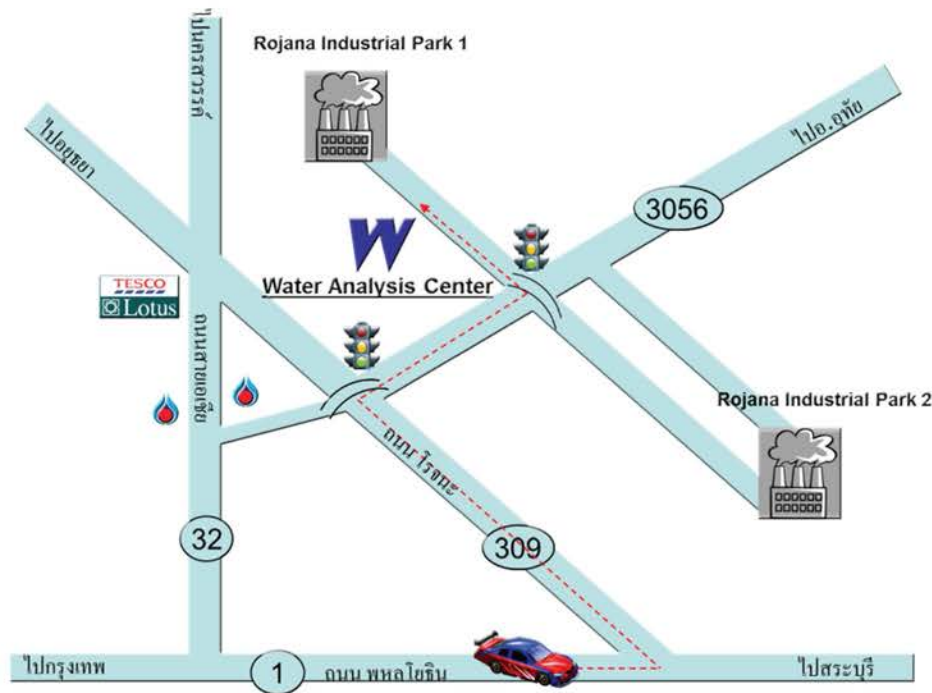 Rojana Industrial Park 1
ไปนครสวรรค์
ไปอยุธยา
ไปอ.อุทัย
3056
W
Water Analysis Center
TESCO
Lotus
ถนนสายเอเชีย
Rojana Industrial Park 2
ถนน โรจนะ
32
309
ไปกรุงเทพ
1
ถนน พหลโยธิน
ไปสระบุรี